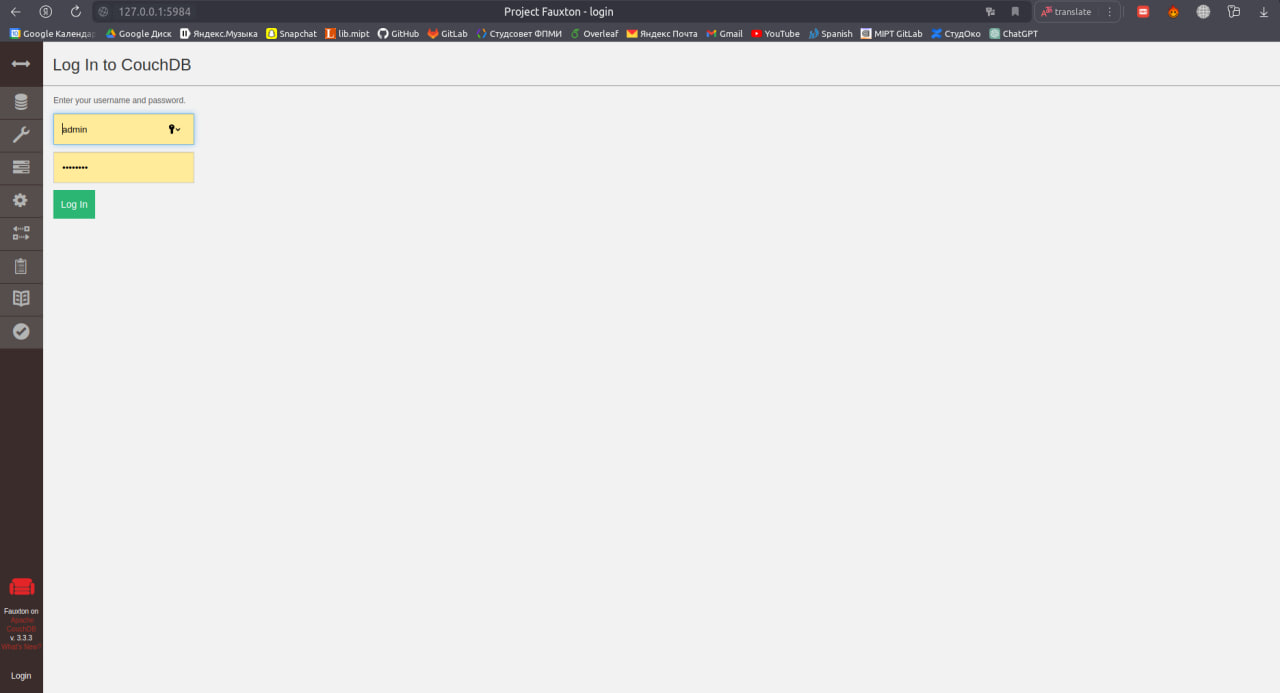 127.0.0.1:5984
Project Fauxton - login
translate
Google Календар
Google Диск
Яндекс.Музыка
Snapchat
lib.mipt
GitHub
GitLab
Студсовет ФПМИ
Overleaf
Яндекс Почта
Gmail
YouTube
Spanish
MIPT GitLab
СтудОко
ChatGPT
Log In to CouchDB
Enter your username and password.
admin
••••••••
Log In
Fauxton on
Apache
CouchDB
v. 3.3.3
What's New?
Login